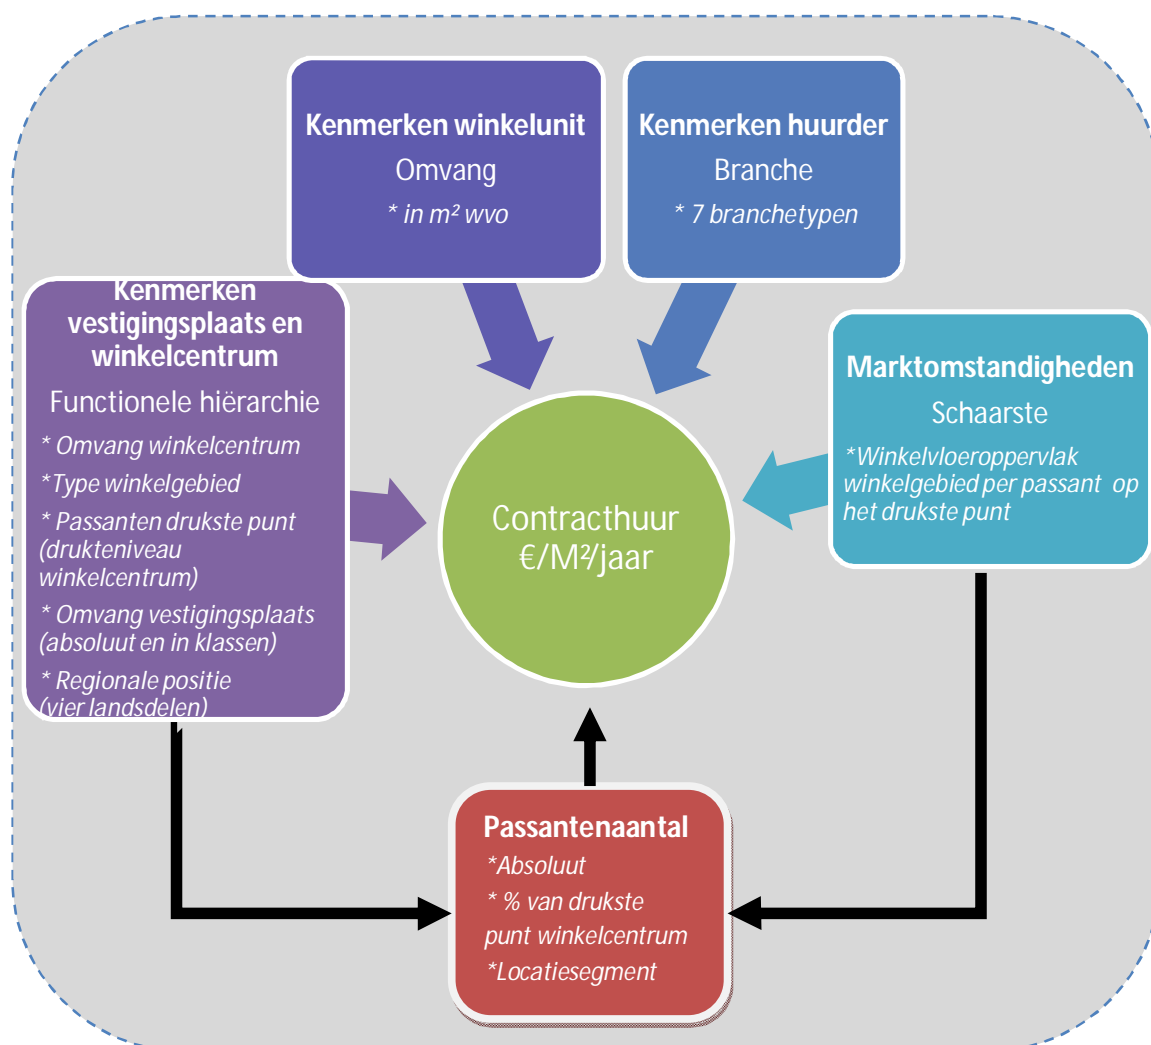 Kenmerken winkelunit
Omvang
* in m² wvo
Kenmerken huurder
Branche
* 7 branchetypen
Kenmerken
vestigingsplaats en
winkelcentrum
Functionele hiërarchie
* Omvang winkelcentrum
*Type winkelgebied
* Passanten drukste punt
(drukteniveau
winkelcentrum)
* Omvang vestigingsplaats
(absoluut en in klassen)
* Regionale positie
(vier landsdelen)
Marktomstandigheden
Schaarste
*Winkelvloeroppervlak
winkelgebied per passant op
het drukste punt
Contracthuur
€/M²/jaar
Passantenaantal
*Absoluut
* % van drukste
punt winkelcentrum
*Locatiesegment